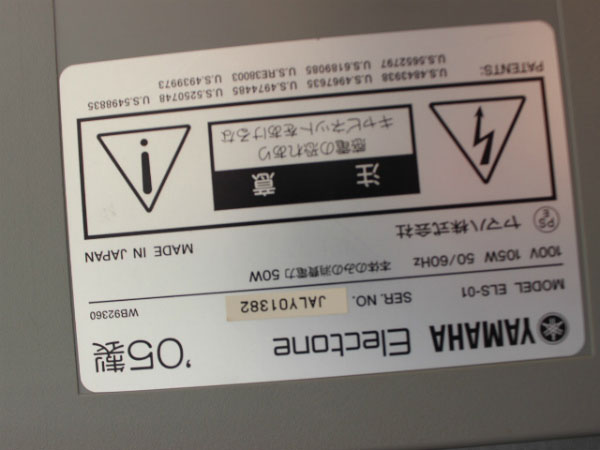 YAMAHA Electone '05製
MODEL ELS-01 SER. NO. JALY01382 WB92360
100V 105W 50/60Hz 本体のみの消費電力 50W
ヤマハ株式会社 MADE IN JAPAN
PS
E
注 意
感電の恐れあり
キャビネットをあけるな
PATENTS:
U.S.4843938 U.S.4967635 U.S.4974485 U.S.5250748 U.S.5498835
U.S.5652797 U.S.6189085 U.S.RE38003 U.S.4939973